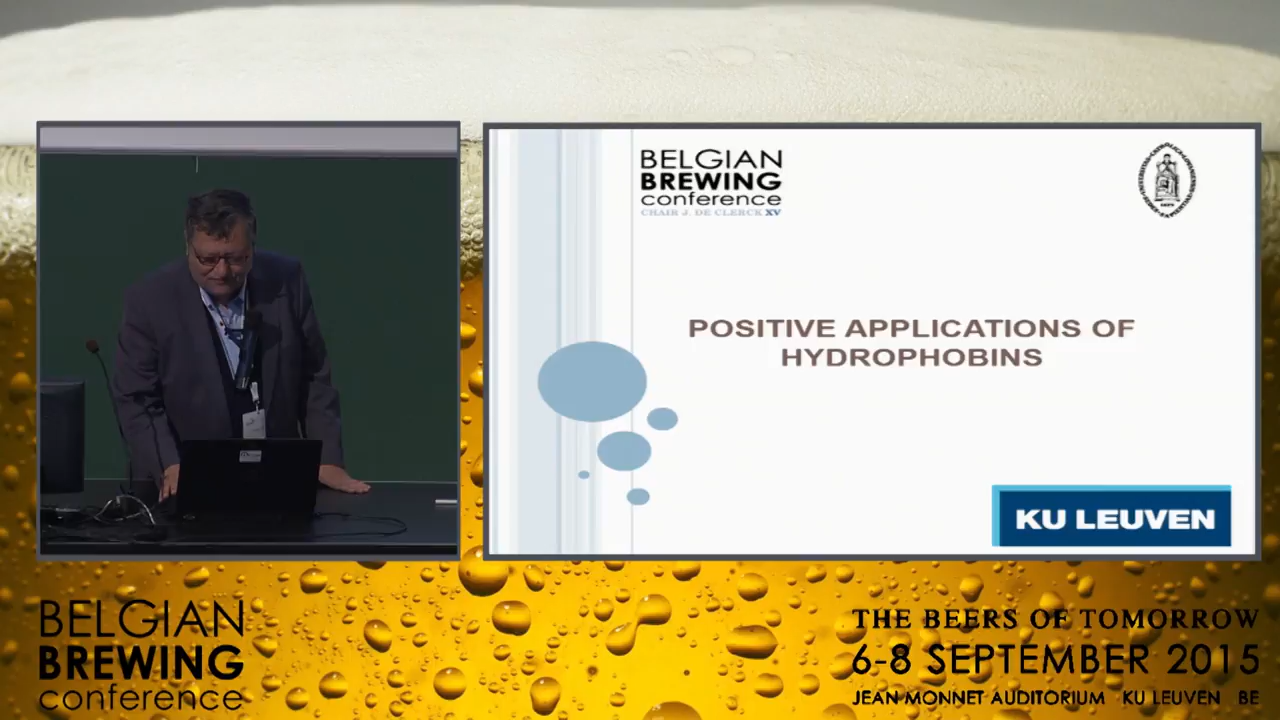 BELGIAN
BREWING
conference
CHAIR J. DE CLERCK XV
POSITIVE APPLICATIONS OF
HYDROPHOBINS
KU LEUVEN
BELGIAN
BREWING
conference
THE BEERS OF TOMORROW
6-8 SEPTEMBER 2015
JEAN MONNET AUDITORIUM KU LEUVEN BE